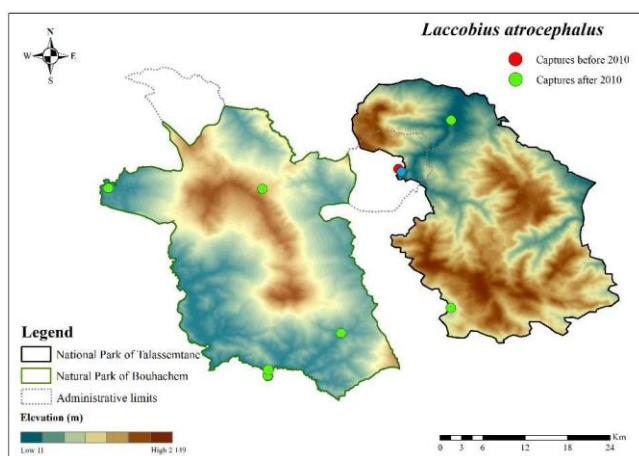 Laccobius atrocephalus
N
W E
S
Captures before 2010
Captures after 2010
Legend
National Park of Talassemtane
Natural Park of Bouhachem
Administrative limits
Elevation (m)
Low 11 High 2 149
0 3 6 12 18 24
Km